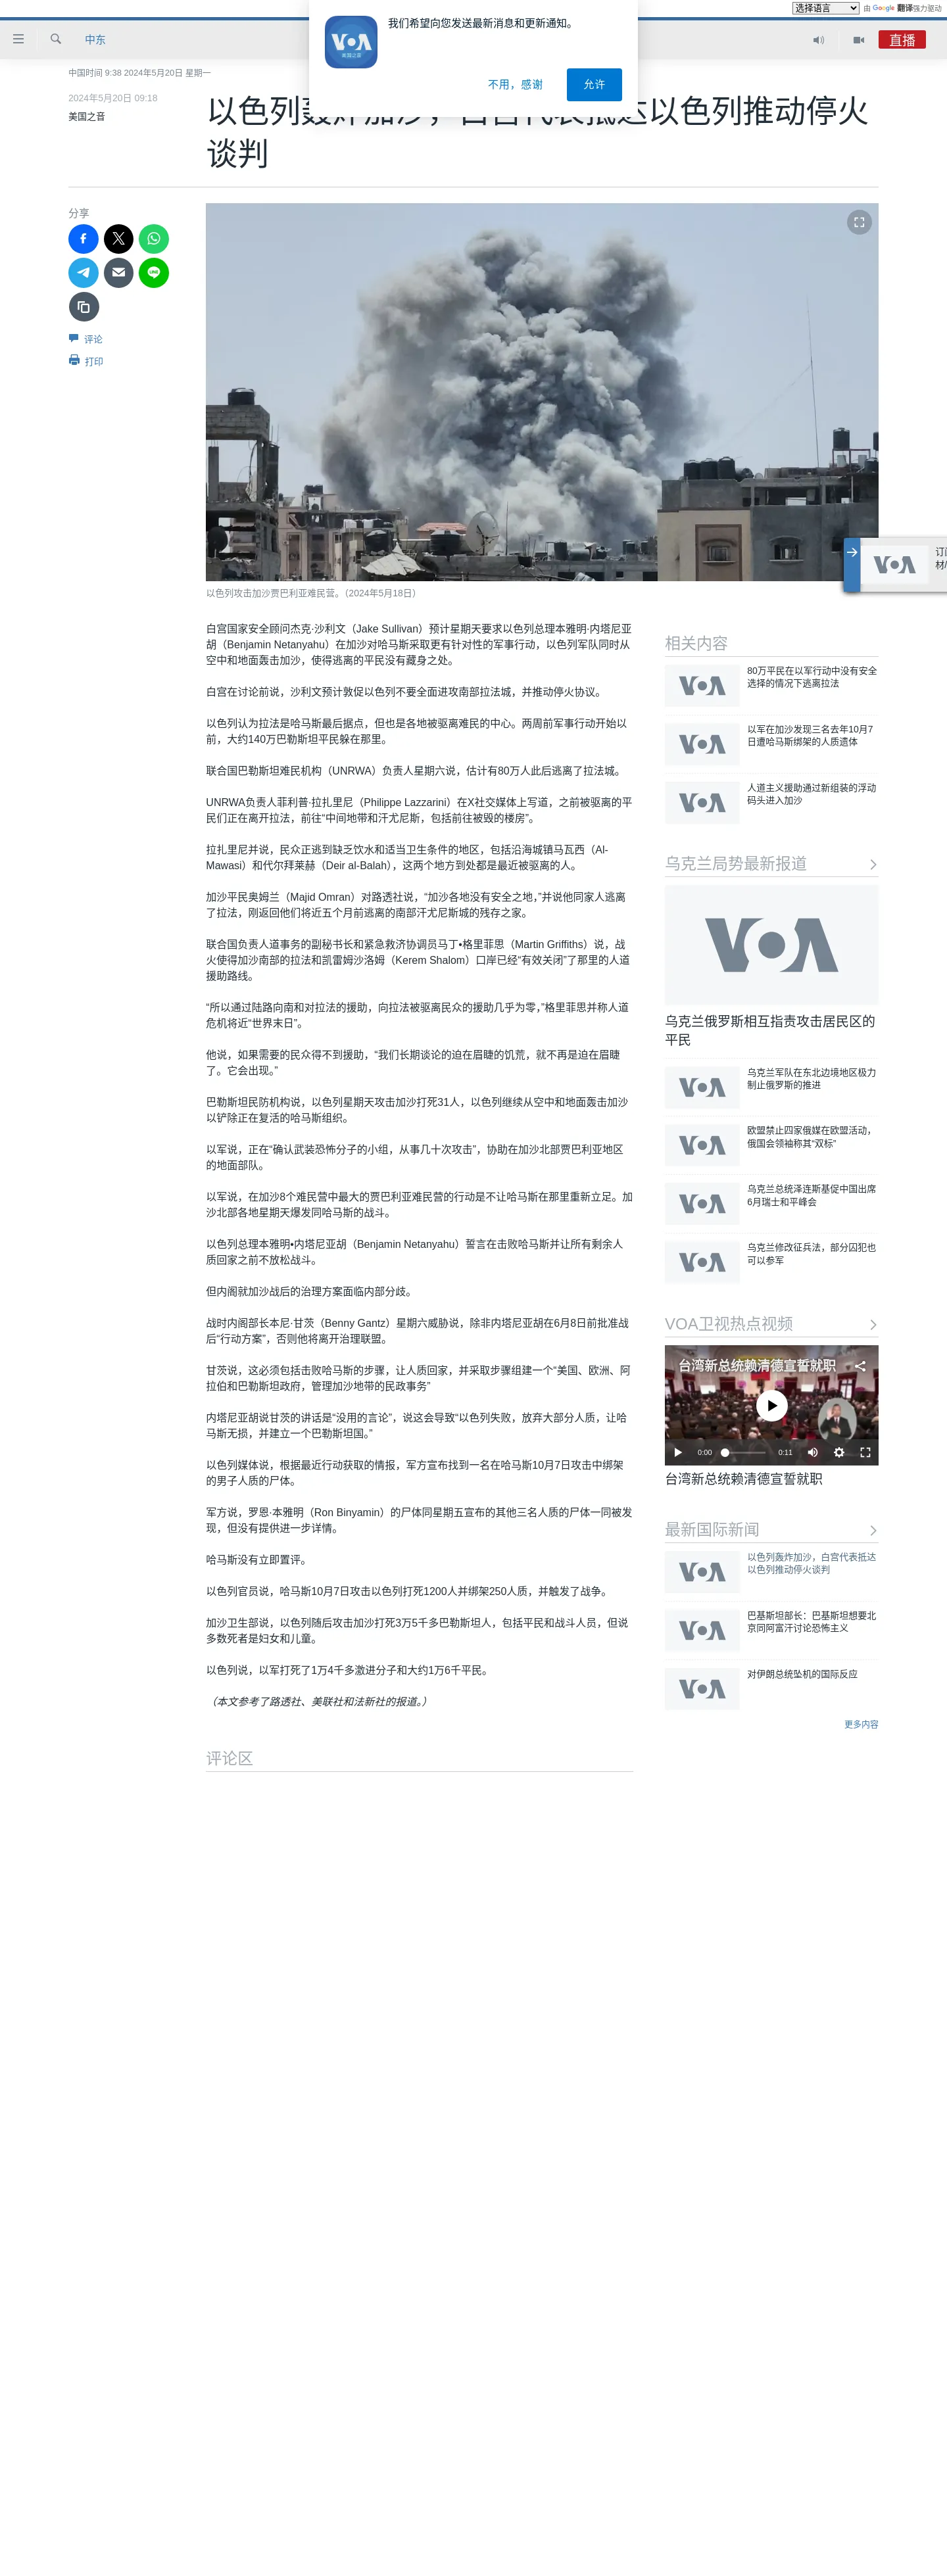 选择语言
由 Google 翻译强力驱动
我们希望向您发送最新消息和更新通知。
VOA
美国之音
不用，感谢
允许
中东
直播
中国时间 9:38 2024年5月20日 星期一
2024年5月20日 09:18
美国之音
以色列轰炸加沙，白宫代表抵达以色列推动停火
谈判
分享
评论
打印
以色列攻击加沙贾巴利亚难民营。（2024年5月18日）
VOA
订阅
材/
白宫国家安全顾问杰克·沙利文（Jake Sullivan）预计星期天要求以色列总理本雅明·内塔尼亚
胡（Benjamin Netanyahu）在加沙对哈马斯采取更有针对性的军事行动，以色列军队同时从
空中和地面轰击加沙，使得逃离的平民没有藏身之处。
白宫在讨论前说，沙利文预计敦促以色列不要全面进攻南部拉法城，并推动停火协议。
以色列认为拉法是哈马斯最后据点，但也是各地被驱离难民的中心。两周前军事行动开始以
前，大约140万巴勒斯坦平民躲在那里。
联合国巴勒斯坦难民机构（UNRWA）负责人星期六说，估计有80万人此后逃离了拉法城。
UNRWA负责人菲利普·拉扎里尼（Philippe Lazzarini）在X社交媒体上写道，之前被驱离的平
民们正在离开拉法，前往“中间地带和汗尤尼斯，包括前往被毁的楼房”。
拉扎里尼并说，民众正逃到缺乏饮水和适当卫生条件的地区，包括沿海城镇马瓦西（Al-
Mawasi）和代尔拜莱赫（Deir al-Balah），这两个地方到处都是最近被驱离的人。
加沙平民奥姆兰（Majid Omran）对路透社说，“加沙各地没有安全之地，”并说他同家人逃离
了拉法，刚返回他们将近五个月前逃离的南部汗尤尼斯城的残存之家。
联合国负责人道事务的副秘书长和紧急救济协调员马丁•格里菲思（Martin Griffiths）说，战
火使得加沙南部的拉法和凯雷姆沙洛姆（Kerem Shalom）口岸已经“有效关闭”了那里的人道
援助路线。
“所以通过陆路向南和对拉法的援助，向拉法被驱离民众的援助几乎为零，”格里菲思并称人道
危机将近“世界末日”。
他说，如果需要的民众得不到援助，“我们长期谈论的迫在眉睫的饥荒，就不再是迫在眉睫
了。它会出现。”
巴勒斯坦民防机构说，以色列星期天攻击加沙打死31人，以色列继续从空中和地面轰击加沙
以铲除正在复活的哈马斯组织。
以军说，正在“确认武装恐怖分子的小组，从事几十次攻击”，协助在加沙北部贾巴利亚地区
的地面部队。
以军说，在加沙8个难民营中最大的贾巴利亚难民营的行动是不让哈马斯在那里重新立足。加
沙北部各地星期天爆发同哈马斯的战斗。
以色列总理本雅明•内塔尼亚胡（Benjamin Netanyahu）誓言在击败哈马斯并让所有剩余人
质回家之前不放松战斗。
但内阁就加沙战后的治理方案面临内部分歧。
战时内阁部长本尼·甘茨（Benny Gantz）星期六威胁说，除非内塔尼亚胡在6月8日前批准战
后“行动方案”，否则他将离开治理联盟。
甘茨说，这必须包括击败哈马斯的步骤，让人质回家，并采取步骤组建一个“美国、欧洲、阿
拉伯和巴勒斯坦政府，管理加沙地带的民政事务”
内塔尼亚胡说甘茨的讲话是“没用的言论”，说这会导致“以色列失败，放弃大部分人质，让哈
马斯无损，并建立一个巴勒斯坦国。”
以色列媒体说，根据最近行动获取的情报，军方宣布找到一名在哈马斯10月7日攻击中绑架
的男子人质的尸体。
军方说，罗恩·本雅明（Ron Binyamin）的尸体同星期五宣布的其他三名人质的尸体一同被发
现，但没有提供进一步详情。
哈马斯没有立即置评。
以色列官员说，哈马斯10月7日攻击以色列打死1200人并绑架250人质，并触发了战争。
加沙卫生部说，以色列随后攻击加沙打死3万5千多巴勒斯坦人，包括平民和战斗人员，但说
多数死者是妇女和儿童。
以色列说，以军打死了1万4千多激进分子和大约1万6千平民。
（本文参考了路透社、美联社和法新社的报道。）
评论区
相关内容
VOA
80万平民在以军行动中没有安全
选择的情况下逃离拉法
VOA
以军在加沙发现三名去年10月7
日遭哈马斯绑架的人质遗体
VOA
人道主义援助通过新组装的浮动
码头进入加沙
乌克兰局势最新报道
VOA
乌克兰俄罗斯相互指责攻击居民区的
平民
VOA
乌克兰军队在东北边境地区极力
制止俄罗斯的推进
VOA
欧盟禁止四家俄媒在欧盟活动，
俄国会领袖称其“双标”
VOA
乌克兰总统泽连斯基促中国出席
6月瑞士和平峰会
VOA
乌克兰修改征兵法，部分囚犯也
可以参军
VOA卫视热点视频
台湾新总统赖清德宣誓就职
0:00
0:11
台湾新总统赖清德宣誓就职
最新国际新闻
VOA
以色列轰炸加沙，白宫代表抵达
以色列推动停火谈判
VOA
巴基斯坦部长：巴基斯坦想要北
京同阿富汗讨论恐怖主义
VOA
对伊朗总统坠机的国际反应
更多内容